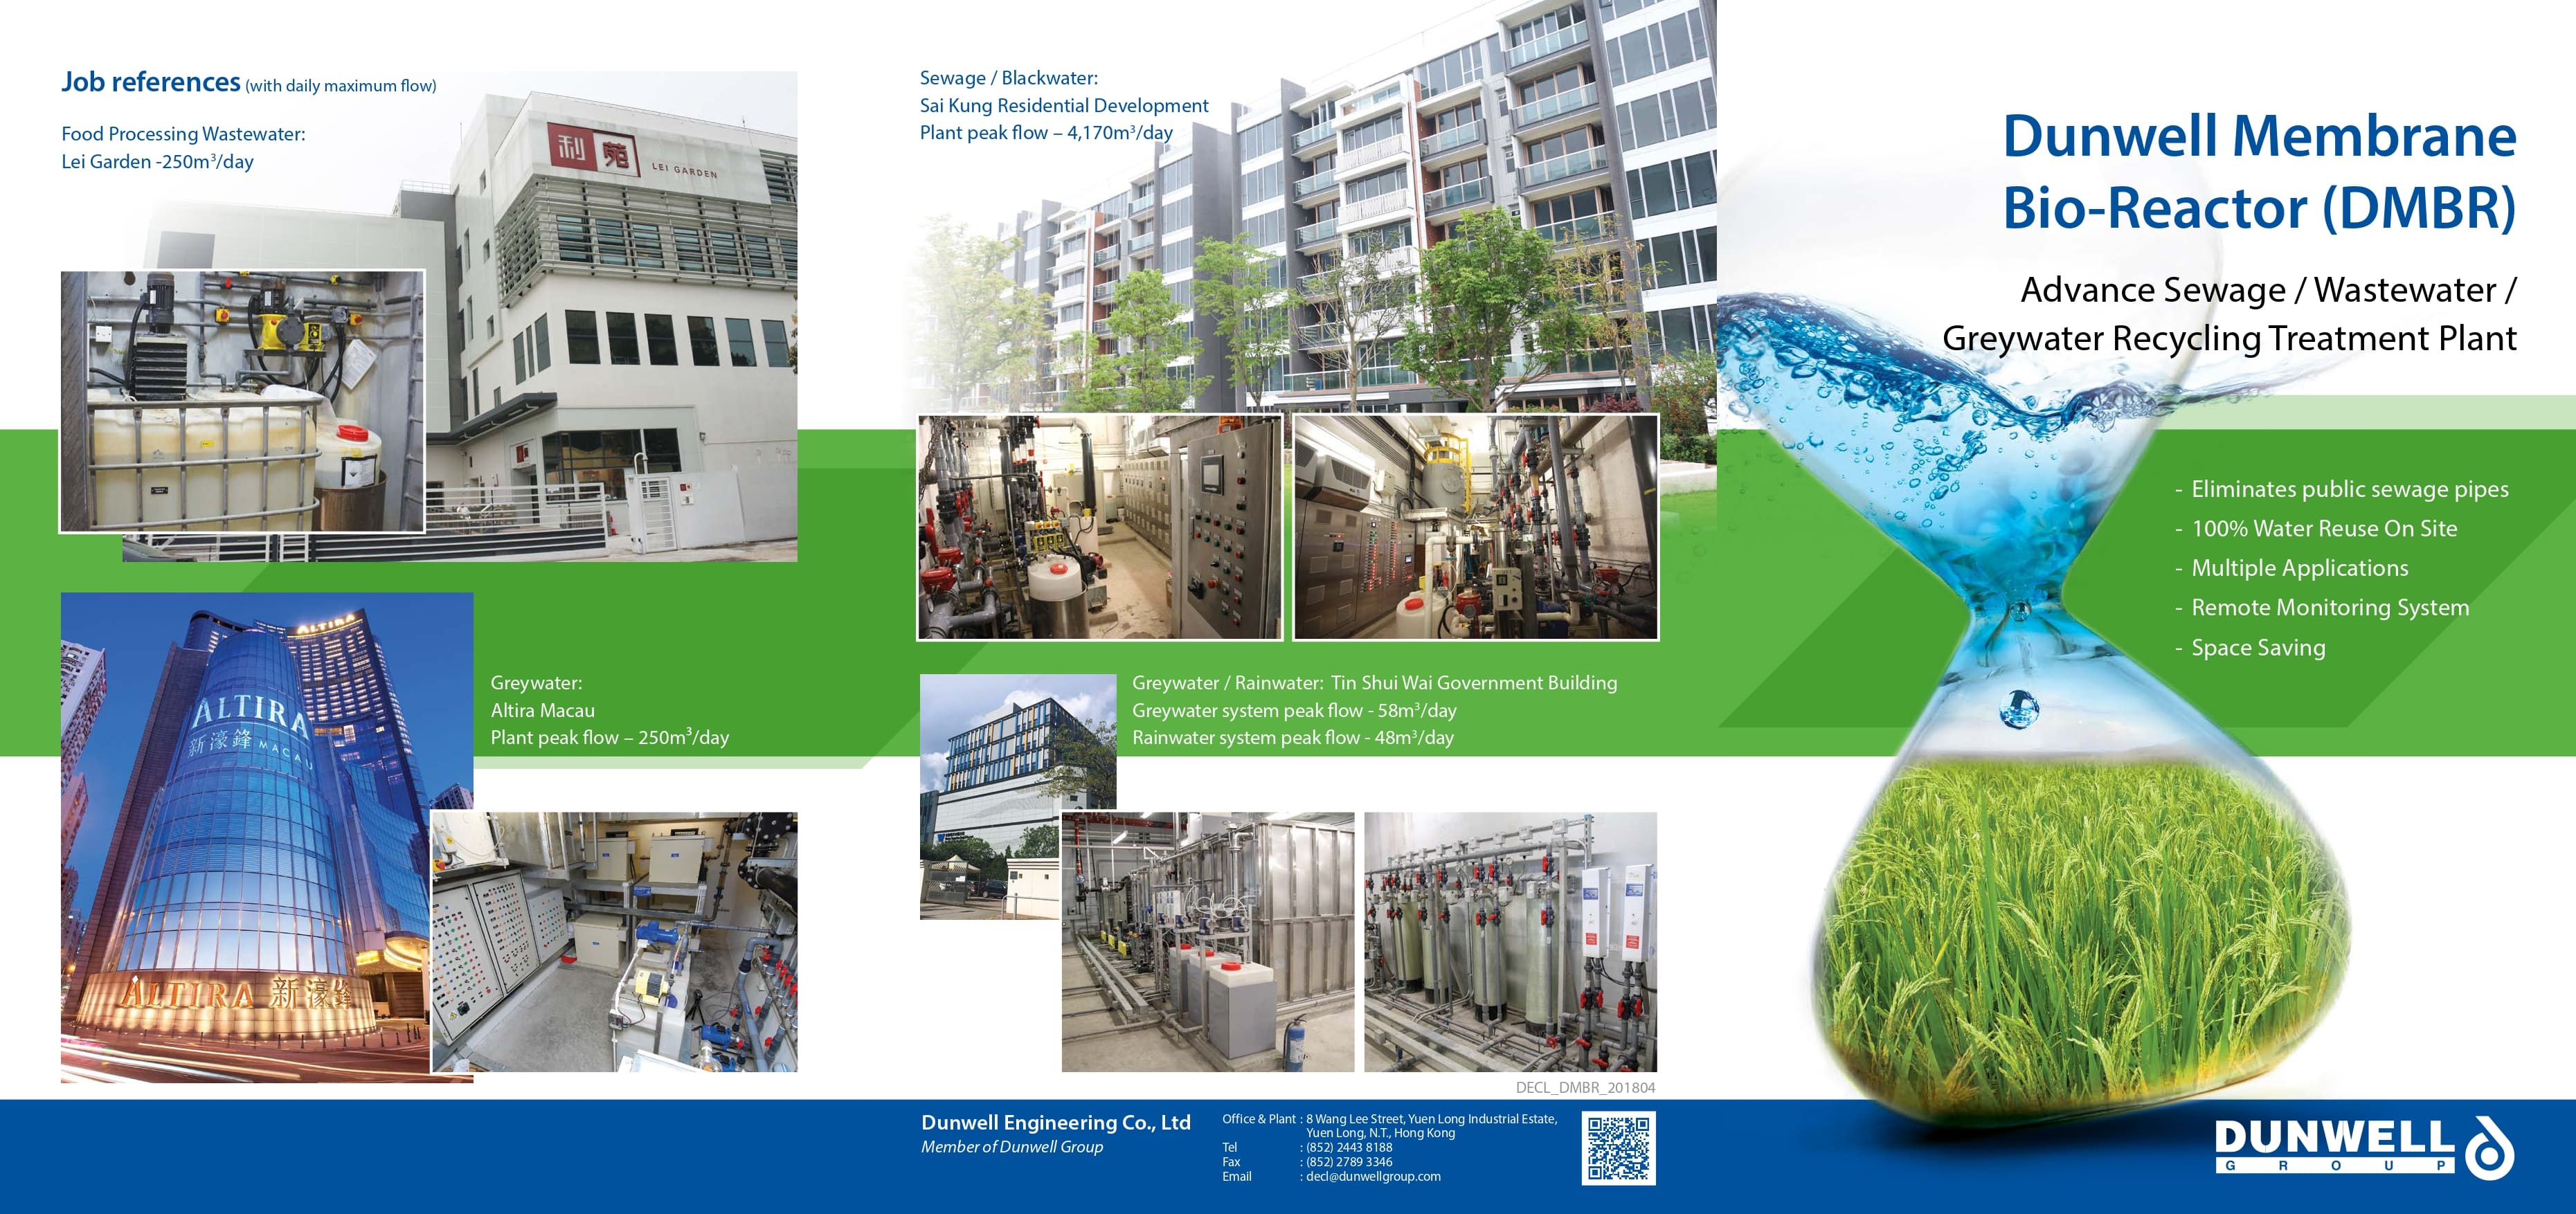 Job references (with daily maximum flow)
Food Processing Wastewater:
Lei Garden -250m³/day
利苑
LEI GARDEN
ALTIRA
ALTIRA
新濠鋒 MACAU
ALTIRA 新濠鋒
Greywater:
Altira Macau
Plant peak flow – 250m³/day
Sewage / Blackwater:
Sai Kung Residential Development
Plant peak flow – 4,170m³/day
Greywater / Rainwater: Tin Shui Wai Government Building
Greywater system peak flow - 58m³/day
Rainwater system peak flow - 48m³/day
DECL_DMBR_201804
Dunwell Engineering Co., Ltd
Member of Dunwell Group
Office & Plant : 8 Wang Lee Street, Yuen Long Industrial Estate,
Yuen Long, N.T., Hong Kong
Tel : (852) 2443 8188
Fax : (852) 2789 3346
Email : decl@dunwellgroup.com
Dunwell Membrane
Bio-Reactor (DMBR)
Advance Sewage / Wastewater /
Greywater Recycling Treatment Plant
- Eliminates public sewage pipes
- 100% Water Reuse On Site
- Multiple Applications
- Remote Monitoring System
- Space Saving
DUNWELL
GROUP